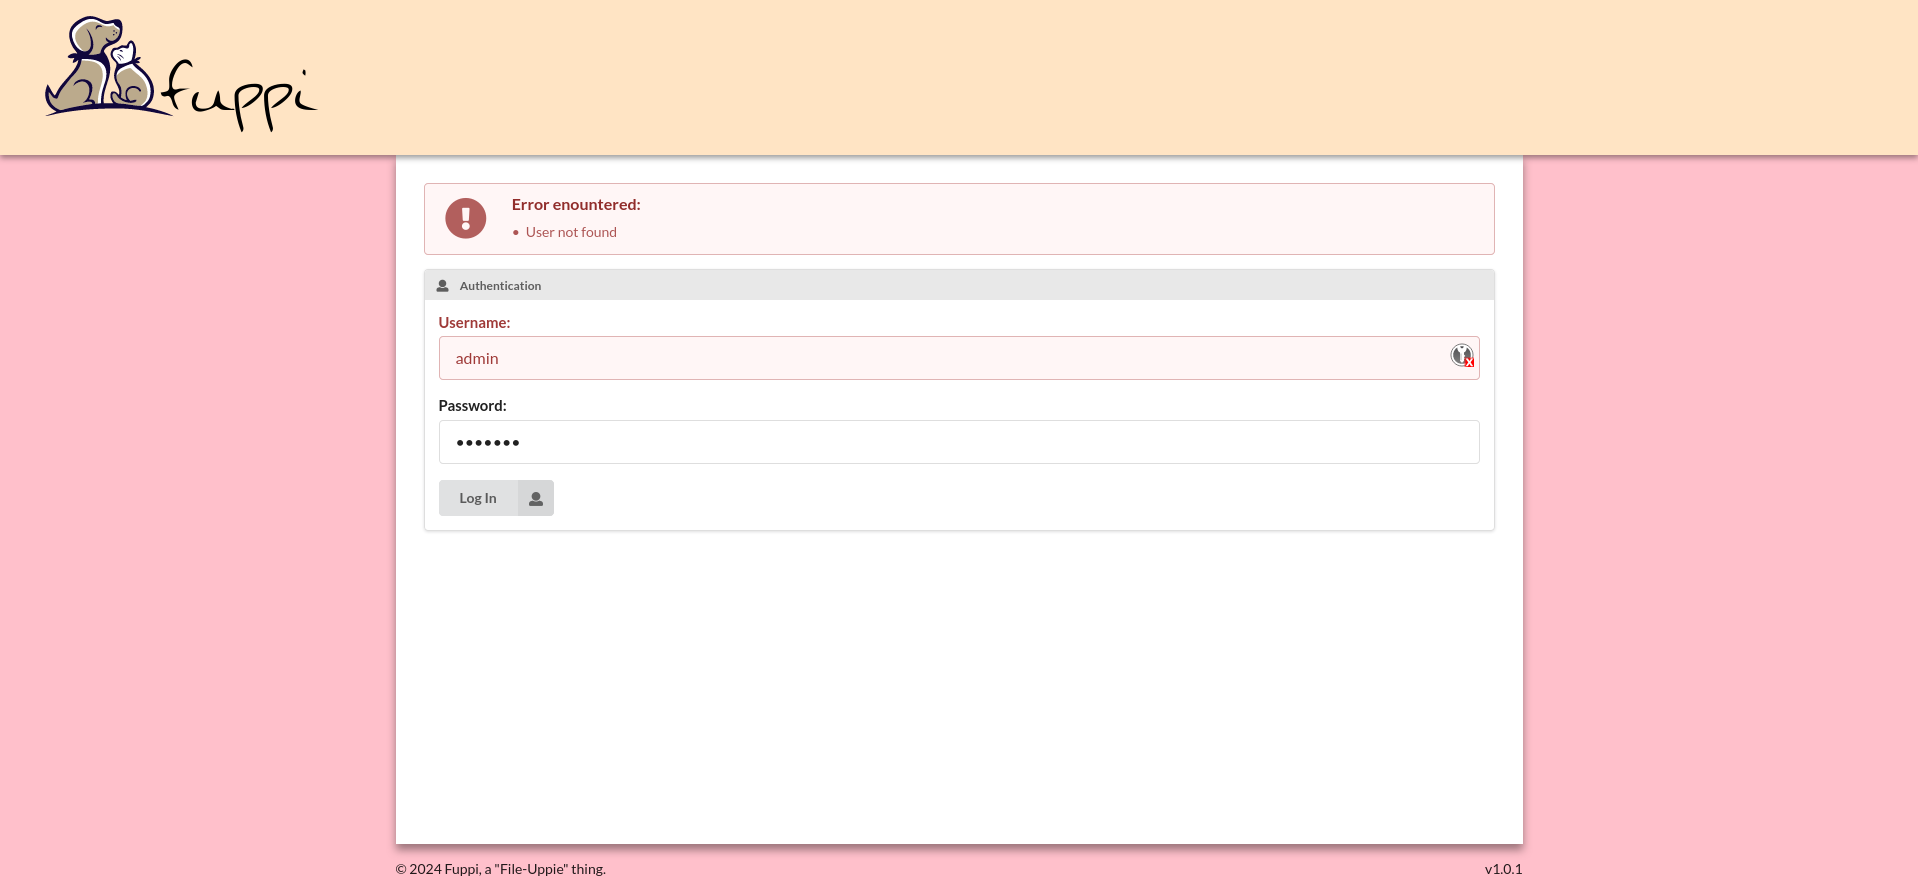 fuppi
Error enountered:
• User not found
Authentication
Username:
admin
Password:
•••••••
Log In
© 2024 Fuppi, a "File-Uppie" thing.
v1.0.1